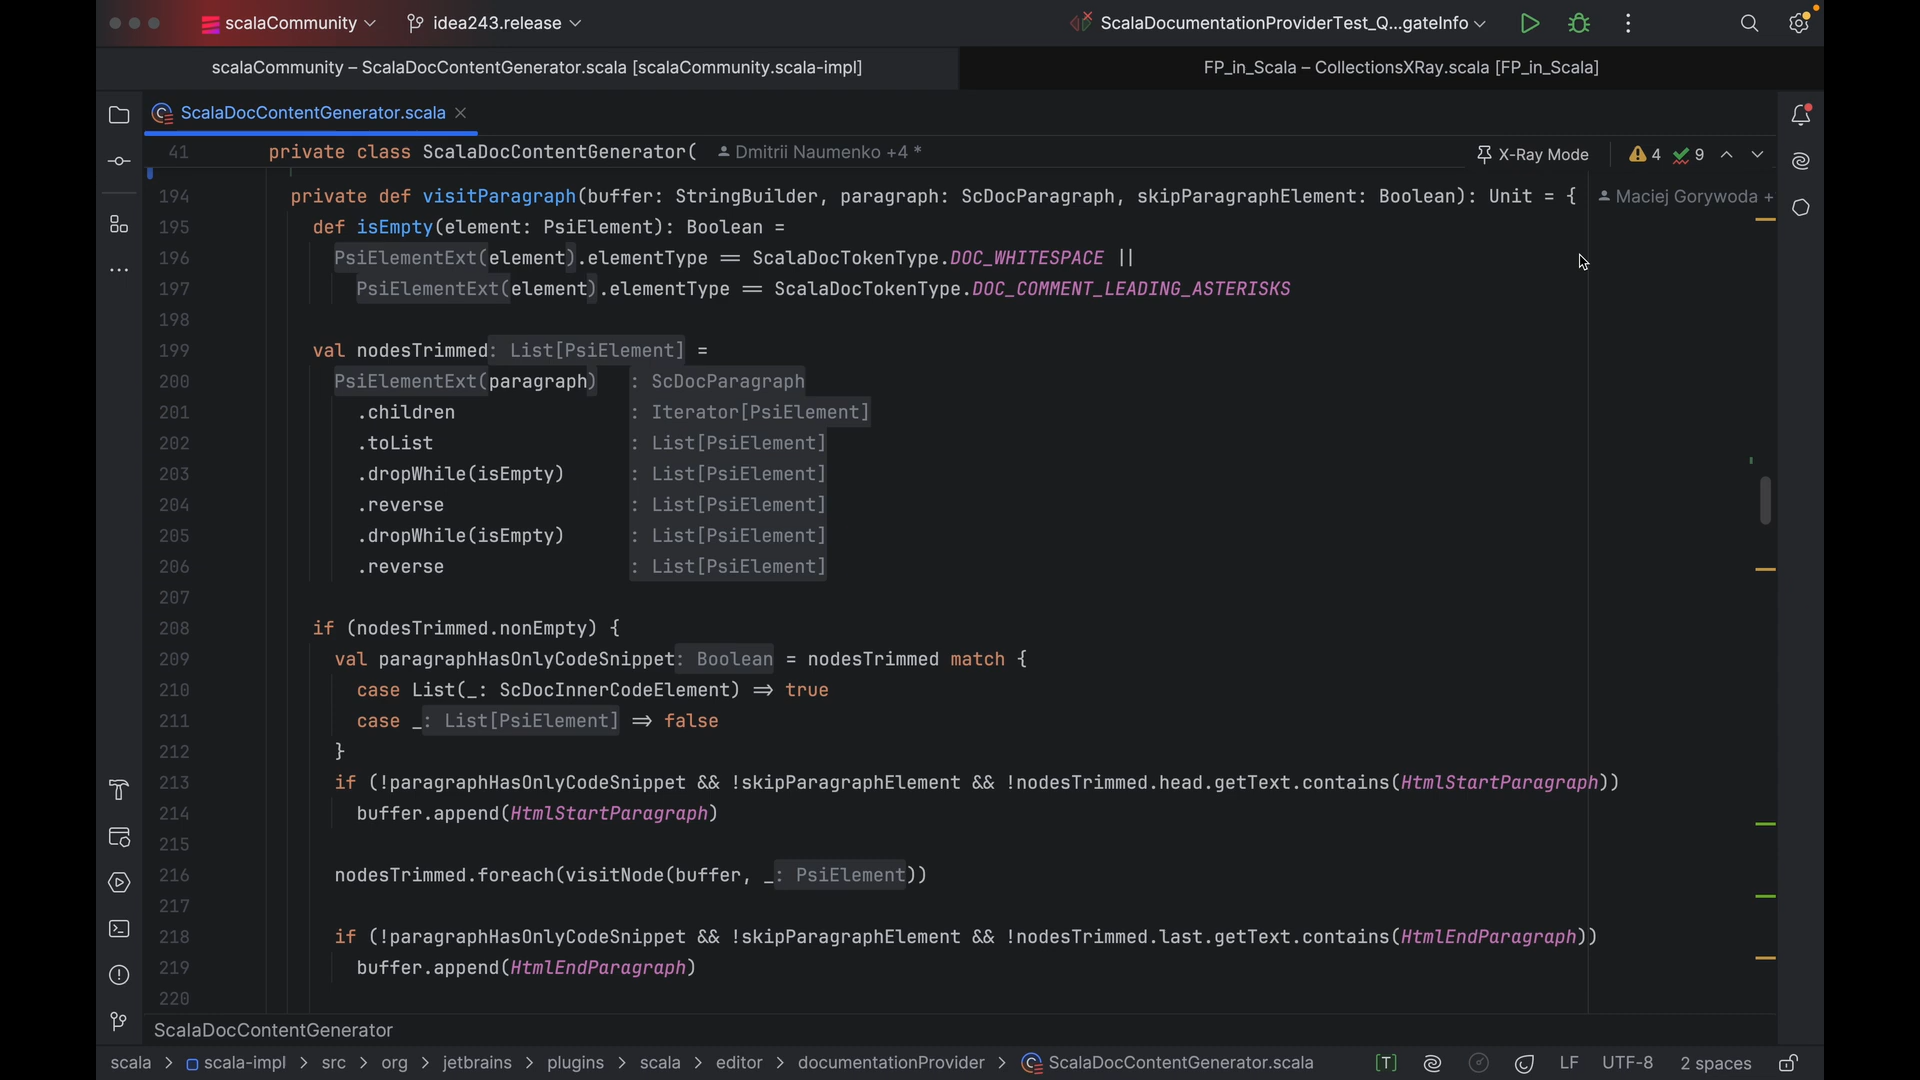 scalaCommunity idea243.release ScalaDocumentationProviderTest_Q...gateInfo
scalaCommunity – ScalaDocContentGenerator.scala [scalaCommunity.scala-impl] FP_in_Scala – CollectionsXRay.scala [FP_in_Scala]
ScalaDocContentGenerator.scala
41 private class ScalaDocContentGenerator( Dmitrii Naumenko +4 * X-Ray Mode 4 9
194 private def visitParagraph(buffer: StringBuilder, paragraph: ScDocParagraph, skipParagraphElement: Boolean): Unit = { Maciej Gorywoda +
195 def isEmpty(element: PsiElement): Boolean =
196 PsiElementExt(element).elementType == ScalaDocTokenType.DOC_WHITESPACE ||
197 PsiElementExt(element).elementType == ScalaDocTokenType.DOC_COMMENT_LEADING_ASTERISKS
198
199 val nodesTrimmed: List[PsiElement] =
200 PsiElementExt(paragraph) : ScDocParagraph
201 .children : Iterator[PsiElement]
202 .toList : List[PsiElement]
203 .dropWhile(isEmpty) : List[PsiElement]
204 .reverse : List[PsiElement]
205 .dropWhile(isEmpty) : List[PsiElement]
206 .reverse : List[PsiElement]
207
208 if (nodesTrimmed.nonEmpty) {
209 val paragraphHasOnlyCodeSnippet: Boolean = nodesTrimmed match {
210 case List(_: ScDocInnerCodeElement) => true
211 case _: List[PsiElement] => false
212 }
213 if (!paragraphHasOnlyCodeSnippet && !skipParagraphElement && !nodesTrimmed.head.getText.contains(HtmlStartParagraph))
214 buffer.append(HtmlStartParagraph)
215
216 nodesTrimmed.foreach(visitNode(buffer, _: PsiElement))
217
218 if (!paragraphHasOnlyCodeSnippet && !skipParagraphElement && !nodesTrimmed.last.getText.contains(HtmlEndParagraph))
219 buffer.append(HtmlEndParagraph)
220
ScalaDocContentGenerator
scala > scala-impl > src > org > jetbrains > plugins > scala > editor > documentationProvider > ScalaDocContentGenerator.scala [T] LF UTF-8 2 spaces